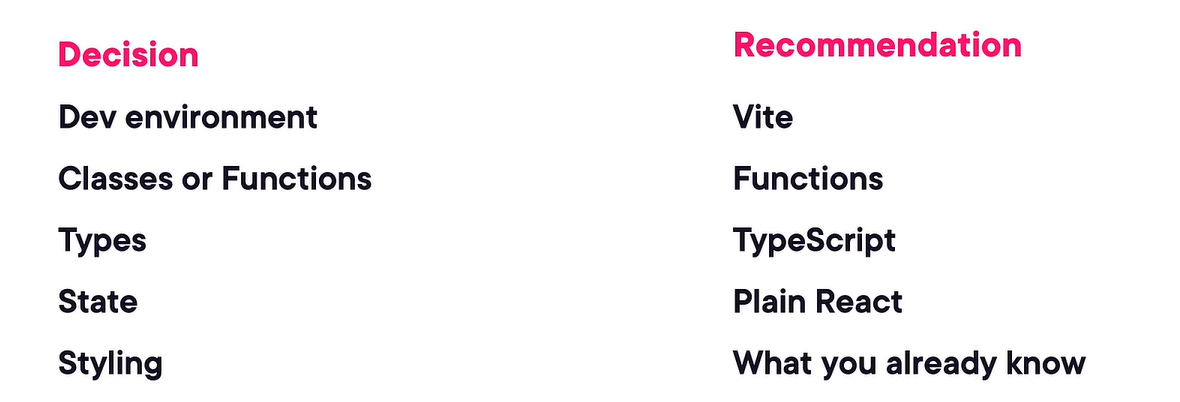 Decision Recommendation
Dev environment Vite
Classes or Functions Functions
Types TypeScript
State Plain React
Styling What you already know